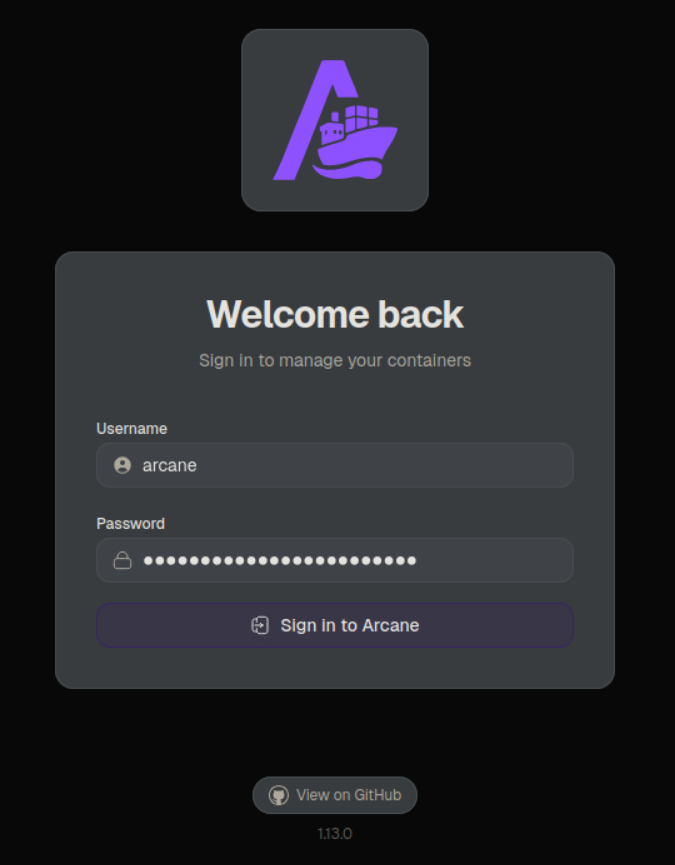 Welcome back
Sign in to manage your containers
Username
arcane
Password
●●●●●●●●●●●●●●●●●●●●●●●●
Sign in to Arcane
View on GitHub
1.13.0